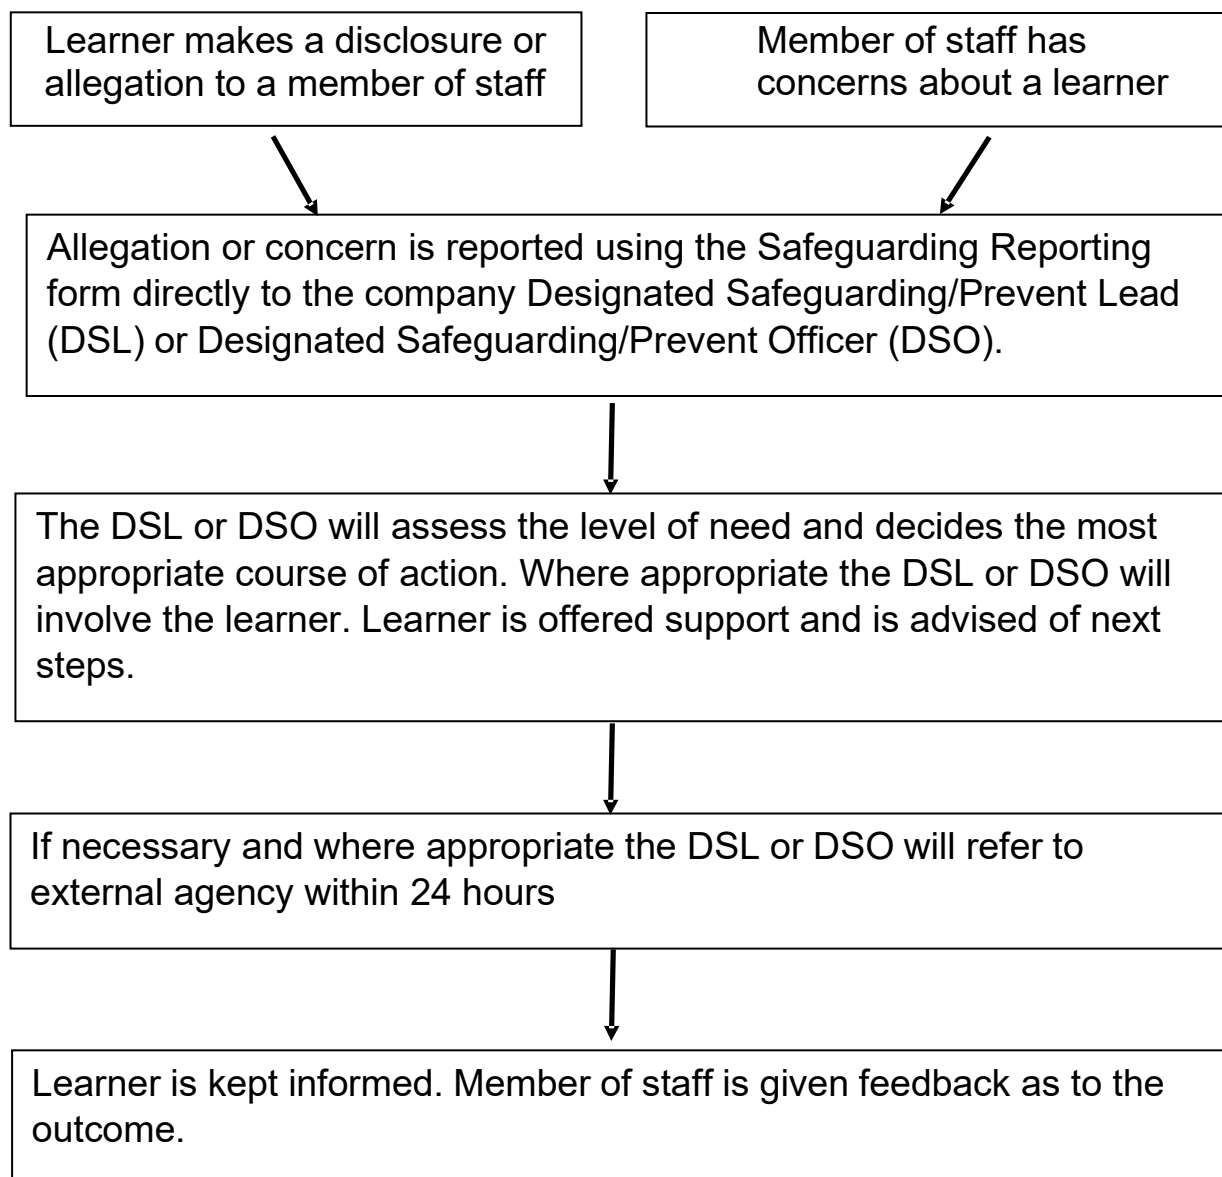 Learner makes a disclosure or
allegation to a member of staff
Member of staff has
concerns about a learner
Allegation or concern is reported using the Safeguarding Reporting
form directly to the company Designated Safeguarding/Prevent Lead
(DSL) or Designated Safeguarding/Prevent Officer (DSO).
The DSL or DSO will assess the level of need and decides the most
appropriate course of action. Where appropriate the DSL or DSO will
involve the learner. Learner is offered support and is advised of next
steps.
If necessary and where appropriate the DSL or DSO will refer to
external agency within 24 hours
Learner is kept informed. Member of staff is given feedback as to the
outcome.